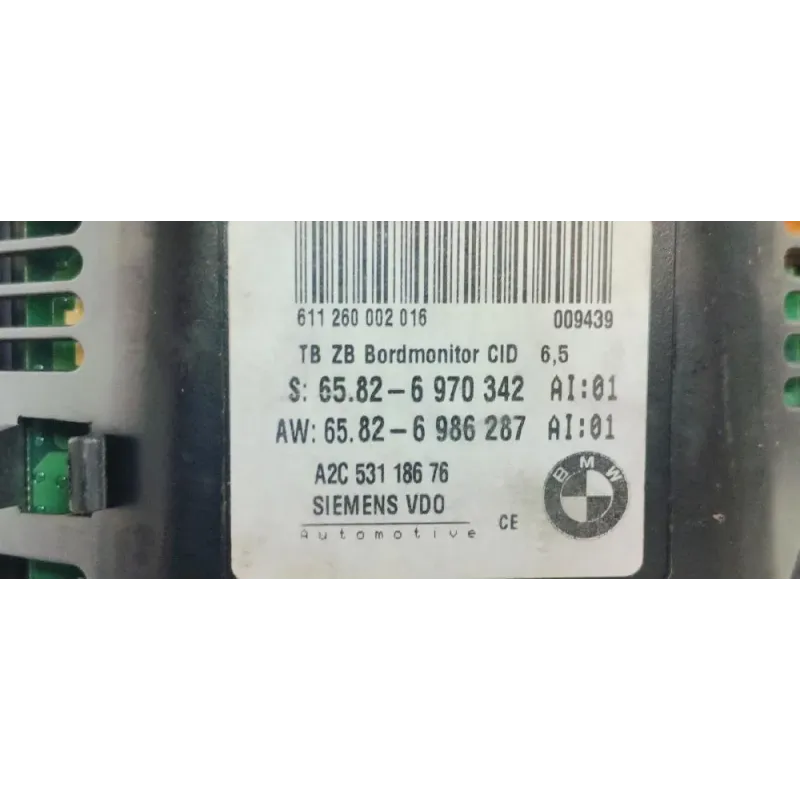 611 260 002 016 009439
TB ZB Bordmonitor CID 6,5
S: 65.82-6 970 342 AI:01
AW: 65.82-6 986 287 AI:01
A2C 531 186 76
BMW
SIEMENS VDO
Automotive CE